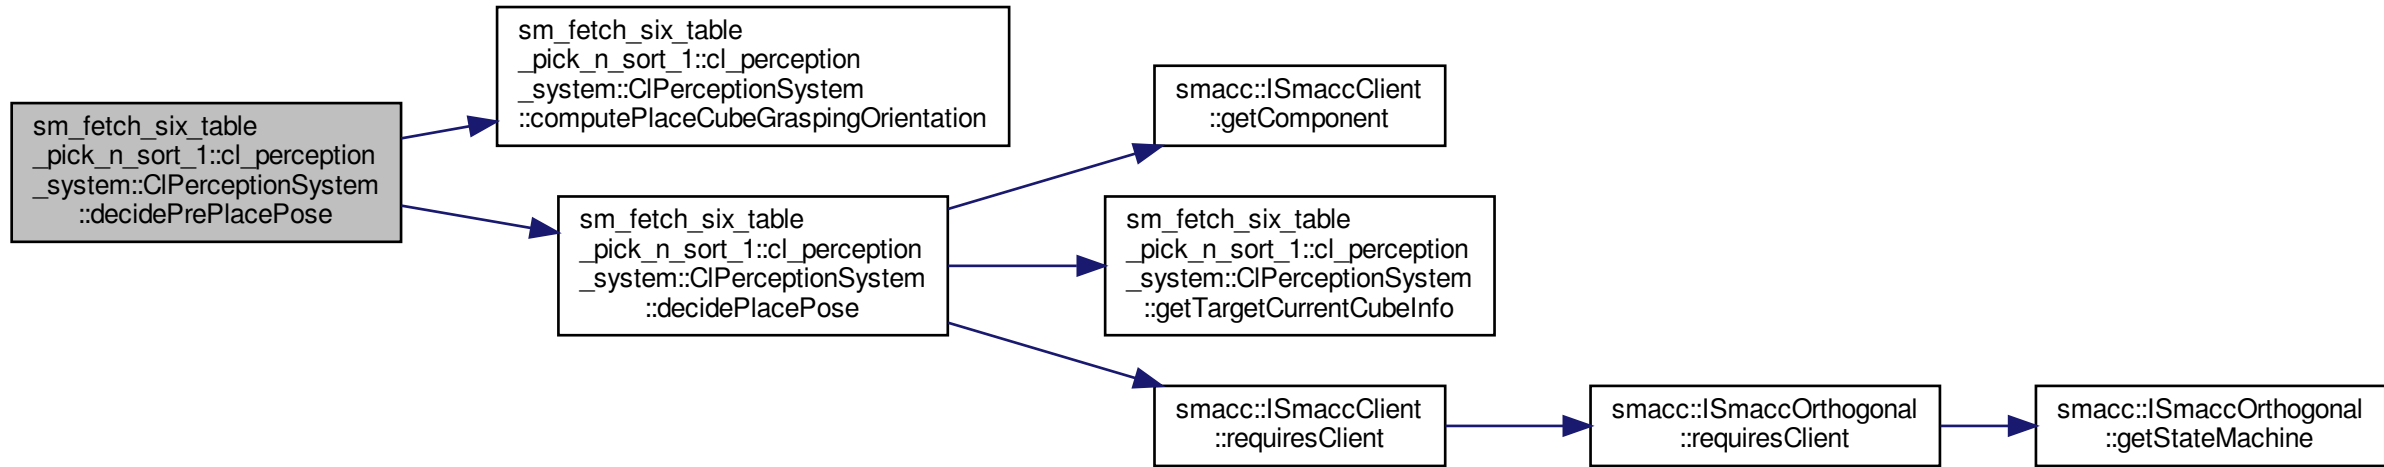 sm_fetch_six_table
_pick_n_sort_1::cl_perception
_system::ClPerceptionSystem
::decidePrePlacePose
sm_fetch_six_table
_pick_n_sort_1::cl_perception
_system::ClPerceptionSystem
::computePlaceCubeGraspingOrientation
sm_fetch_six_table
_pick_n_sort_1::cl_perception
_system::ClPerceptionSystem
::decidePlacePose
smacc::ISmaccClient
::getComponent
sm_fetch_six_table
_pick_n_sort_1::cl_perception
_system::ClPerceptionSystem
::getTargetCurrentCubeInfo
smacc::ISmaccClient
::requiresClient
smacc::ISmaccOrthogonal
::requiresClient
smacc::ISmaccOrthogonal
::getStateMachine